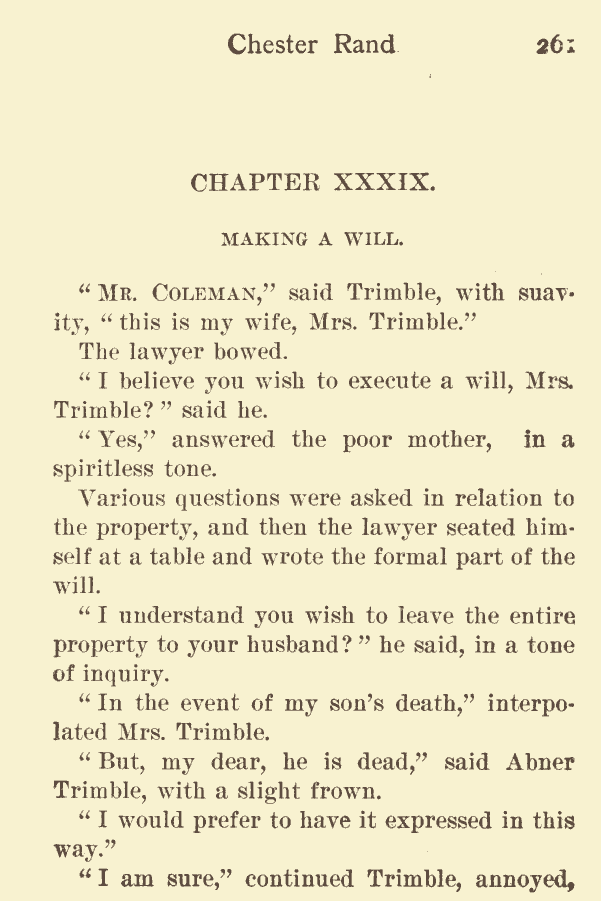 Chester Rand 261
CHAPTER XXXIX.
MAKING A WILL.
“ MR. COLEMAN,” said Trimble, with suav-
ity, “ this is my wife, Mrs. Trimble.”
The lawyer bowed.
“ I believe you wish to execute a will, Mrs.
Trimble? ” said he.
“ Yes,” answered the poor mother, in a
spiritless tone.
Various questions were asked in relation to
the property, and then the lawyer seated him-
self at a table and wrote the formal part of the
will.
“ I understand you wish to leave the entire
property to your husband? ” he said, in a tone
of inquiry.
“ In the event of my son’s death,” interpo-
lated Mrs. Trimble.
“ But, my dear, he is dead,” said Abner
Trimble, with a slight frown.
“ I would prefer to have it expressed in this
way.”
“ I am sure,” continued Trimble, annoyed,